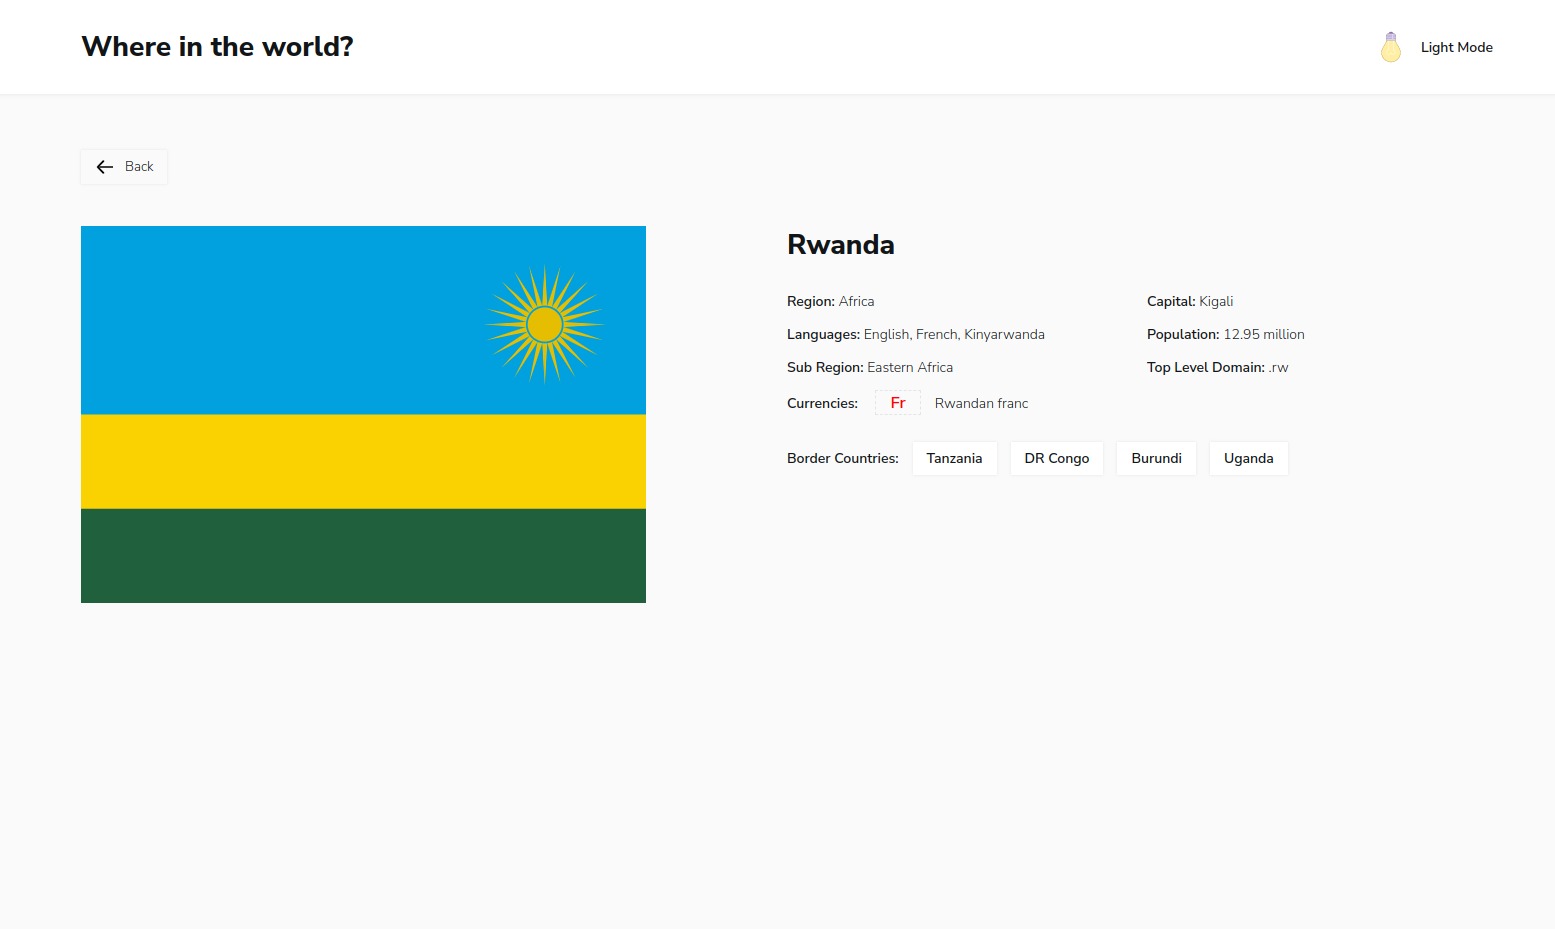 Where in the world?
Light Mode
Back
Rwanda
Region: Africa
Languages: English, French, Kinyarwanda
Sub Region: Eastern Africa
Currencies: Fr Rwandan franc
Capital: Kigali
Population: 12.95 million
Top Level Domain: .rw
Border Countries: Tanzania DR Congo Burundi Uganda